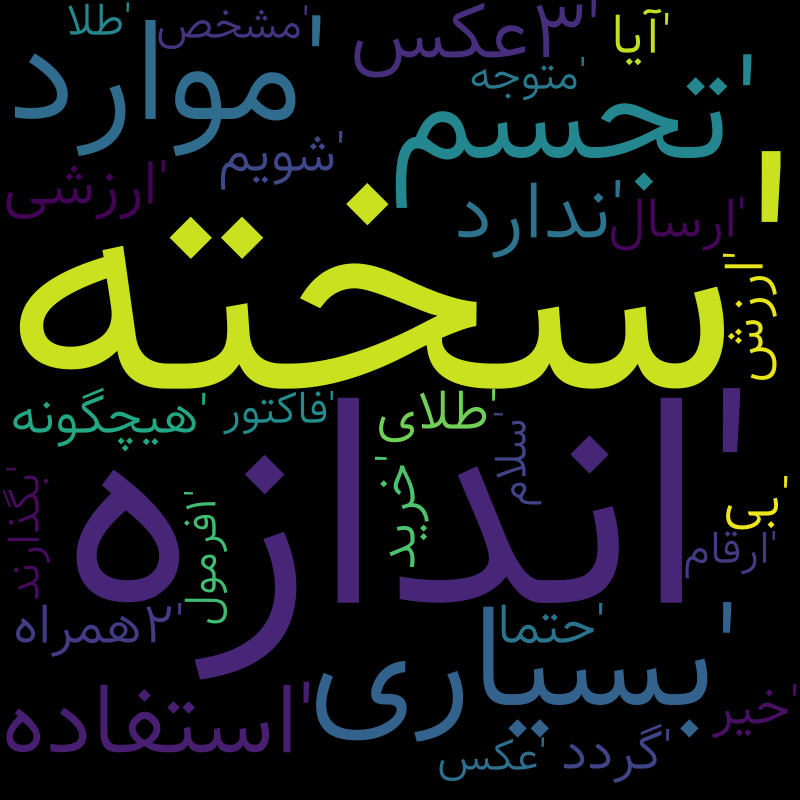 'طلا
'مشخص
'۳عکس
'آیا
'موارد
'متوجه
'تجسم
'شویم
'ارزشی
'ندارد
'ارسال
'سخته
'ارزش
'هیچگونه
'فاکتور
'طلای
'سلام
'اندازه
'خرید
'بگذارند
'افرمول
'بی
'ارقام
'۲همراه
'حتما
'بسیاری
'استفاده
'خیر
'عکس
'گردد